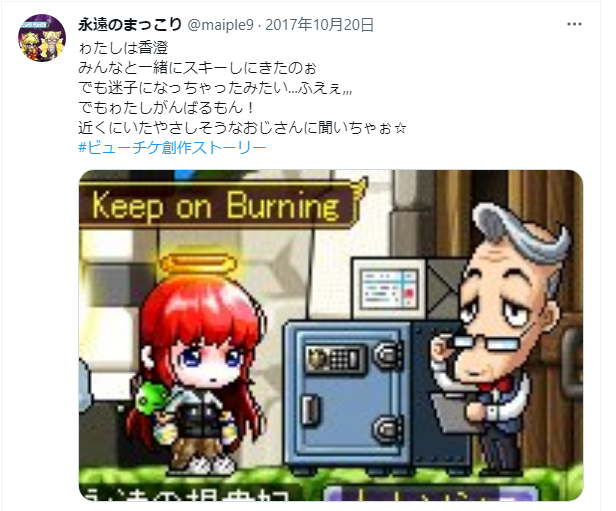 永遠のまっこり @maiple9・2017年10月20日
ゎたしは香澄
みんなと一緒にスキーしにきたのぉ
でも迷子になっちゃったみたい...ふえぇ,,,
でもゎたしがんばるもん！
近くにいたやさしそうなおじさんに聞いちゃぉ☆
#ビューチケ創作ストーリー
Keep on Burning